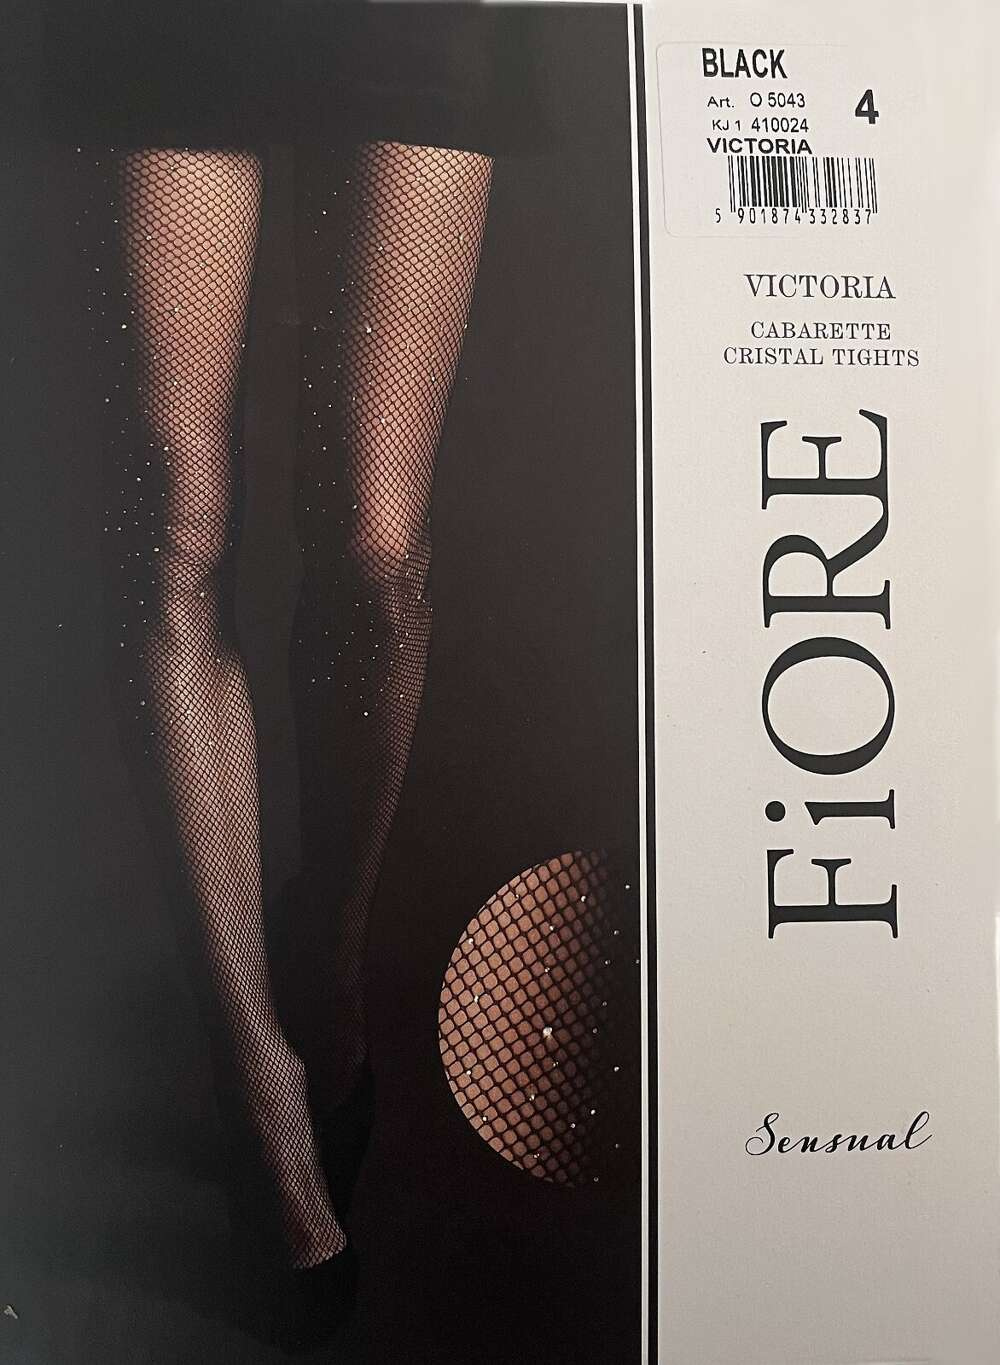 BLACK
Art. O 5043 4
KJ 1 410024
VICTORIA
5 901874 332837
VICTORIA
CABARETTE
CRISTAL TIGHTS
FiORE
Sensual